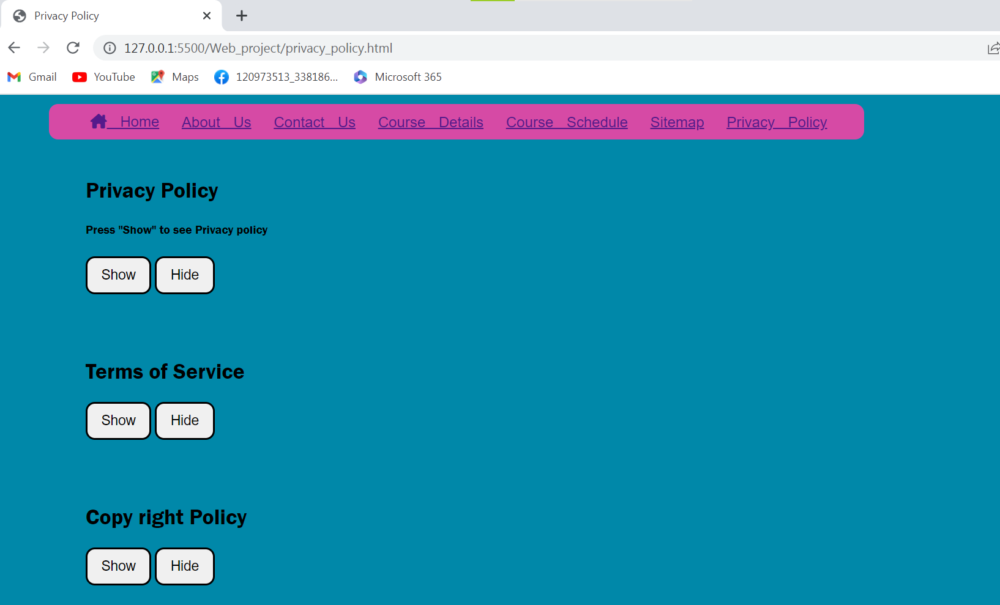 Privacy Policy
127.0.0.1:5500/Web_project/privacy_policy.html
Gmail YouTube Maps 120973513_338186... Microsoft 365
Home About Us Contact Us Course Details Course Schedule Sitemap Privacy Policy
Privacy Policy
Press "Show" to see Privacy policy
Show Hide
Terms of Service
Show Hide
Copy right Policy
Show Hide